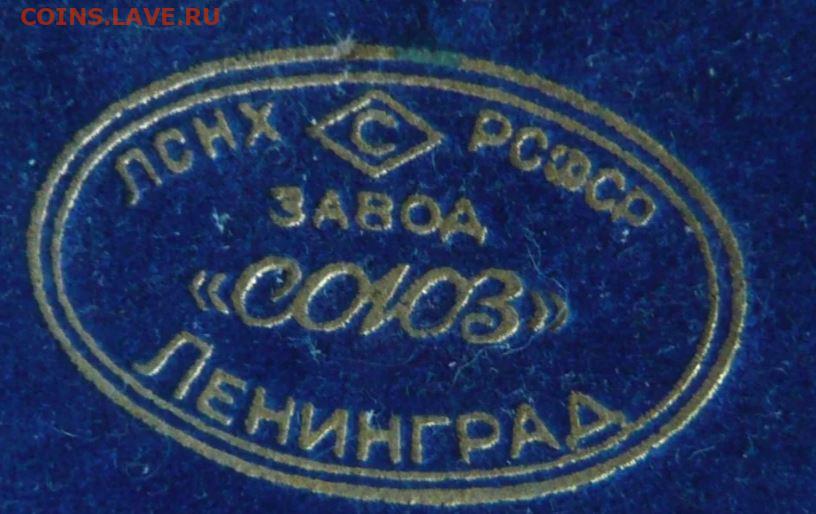 COINS.LAVE.RU
ЛСНХ С РСФСР
ЗАВОД
«СОЮЗ»
ЛЕНИНГРАД